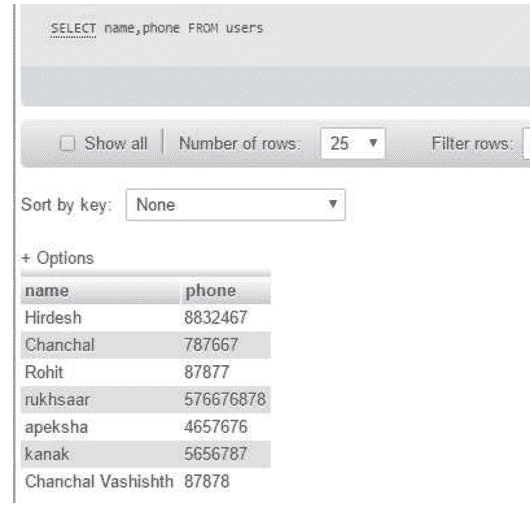 SELECT name,phone FROM users
Show all Number of rows: 25 Filter rows:
Sort by key: None
+ Options
name phone
Hirdesh 8832467
Chanchal 787667
Rohit 87877
rukhsaar 576676878
apeksha 4657676
kanak 5656787
Chanchal Vashishth 87878